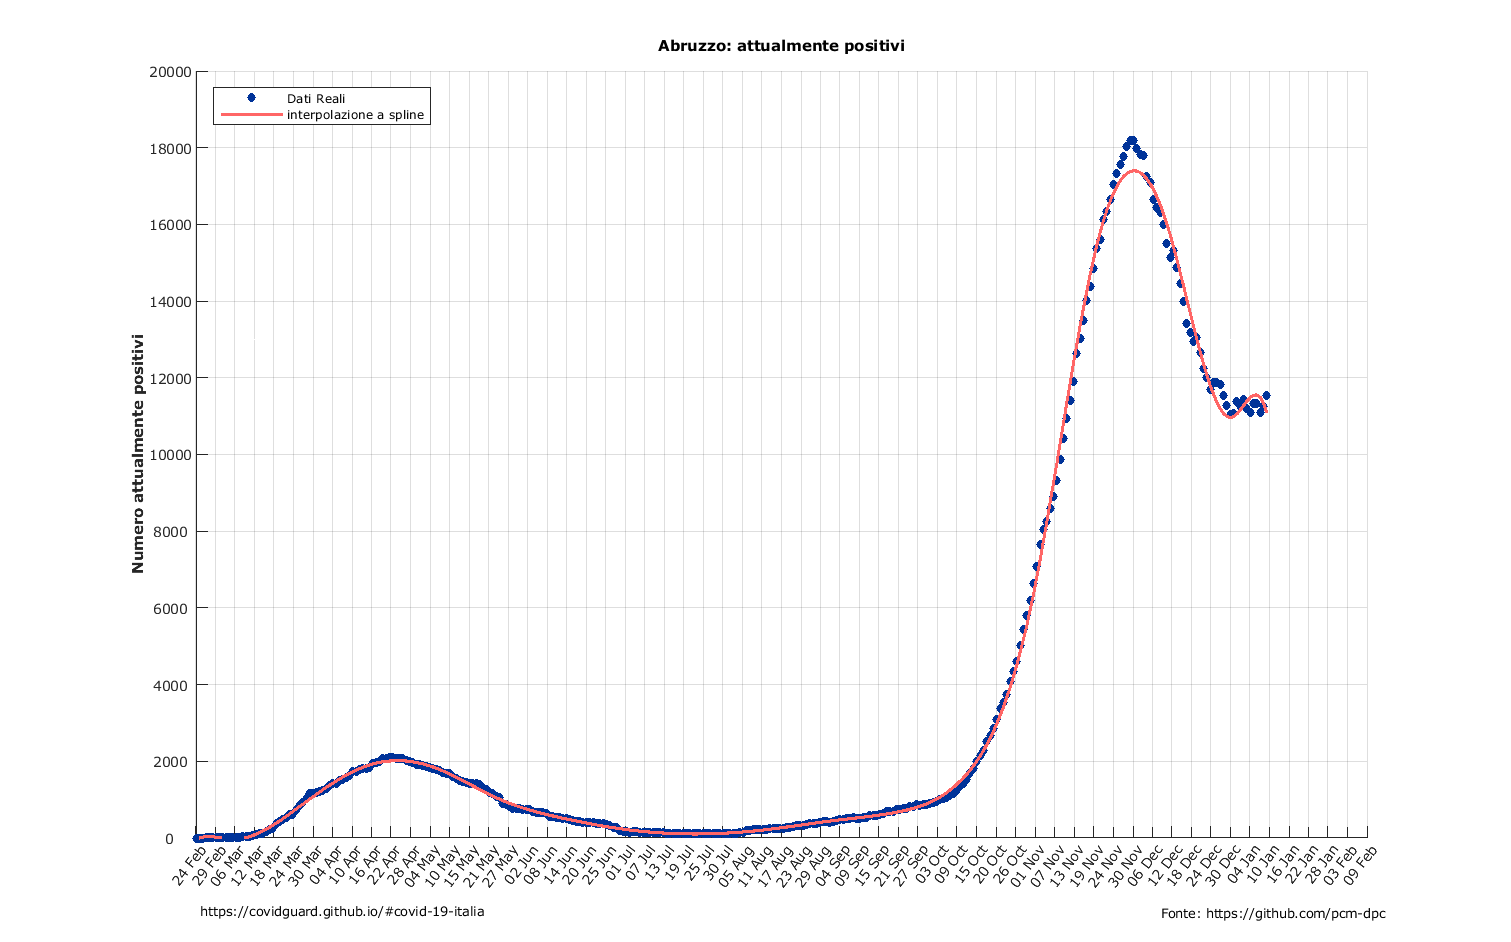 Abruzzo: attualmente positivi
20000
18000
16000
14000
12000
10000
8000
6000
4000
2000
0
Dati Reali
interpolazione a spline
Numero attualmente positivi
24 Feb
29 Feb
06 Mar
12 Mar
18 Mar
24 Mar
30 Mar
04 Apr
10 Apr
16 Apr
22 Apr
28 Apr
04 May
10 May
15 May
21 May
27 May
02 Jun
08 Jun
14 Jun
20 Jun
25 Jun
01 Jul
07 Jul
13 Jul
19 Jul
25 Jul
30 Jul
05 Aug
11 Aug
17 Aug
23 Aug
29 Aug
04 Sep
09 Sep
15 Sep
21 Sep
27 Sep
03 Oct
09 Oct
15 Oct
20 Oct
26 Oct
01 Nov
07 Nov
13 Nov
19 Nov
24 Nov
30 Nov
06 Dec
12 Dec
18 Dec
24 Dec
30 Dec
04 Jan
10 Jan
16 Jan
22 Jan
28 Jan
03 Feb
09 Feb
https://covidguard.github.io/#covid-19-italia
Fonte: https://github.com/pcm-dpc